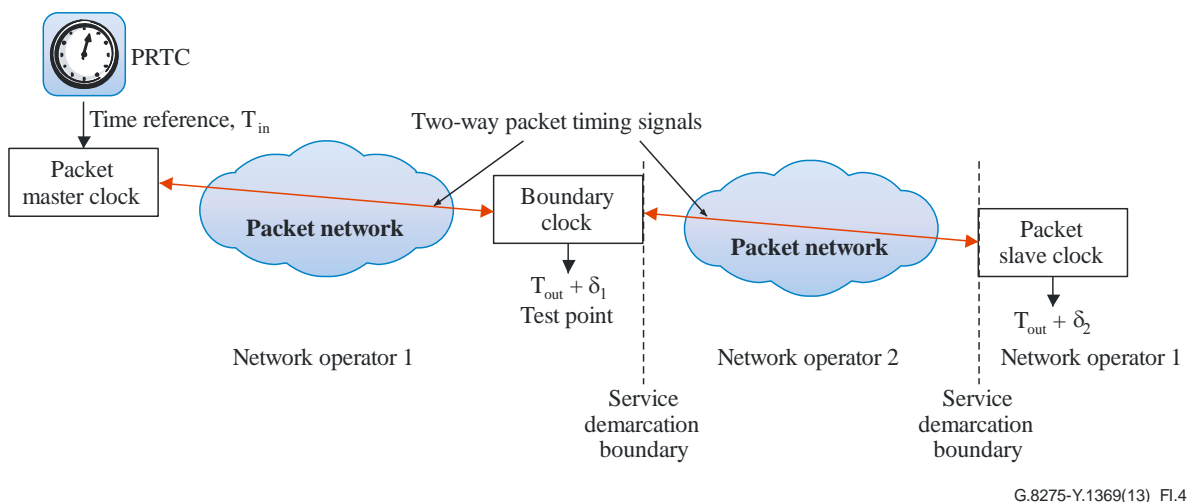 PRTC
Time reference, T_in
Two-way packet timing signals
Packet
master clock
Packet network
Boundary
clock
Packet network
Packet
slave clock
T_out + δ_1
Test point
T_out + δ_2
Network operator 1
Network operator 2
Network operator 1
Service
demarcation
boundary
Service
demarcation
boundary
G.8275-Y.1369(13)_FI.4